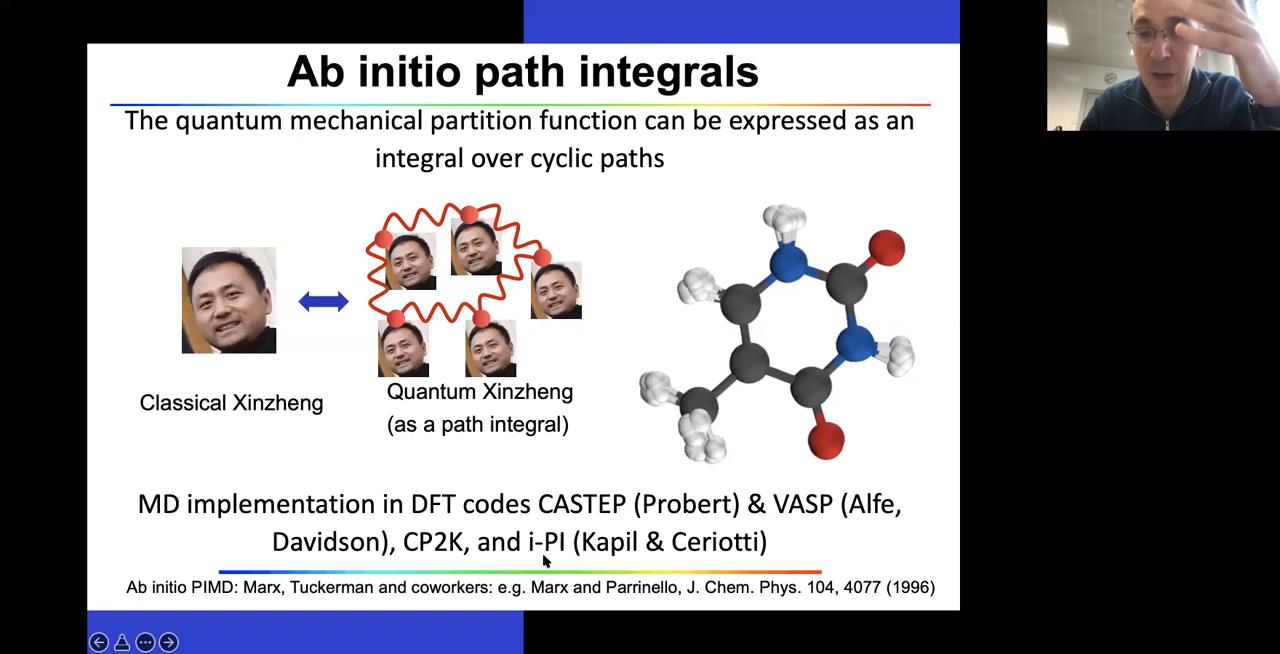 Ab initio path integrals
The quantum mechanical partition function can be expressed as an
integral over cyclic paths
Classical Xinzheng
Quantum Xinzheng
(as a path integral)
MD implementation in DFT codes CASTEP (Probert) & VASP (Alfe,
Davidson), CP2K, and i-PI (Kapil & Ceriotti)
Ab initio PIMD: Marx, Tuckerman and coworkers: e.g. Marx and Parrinello, J. Chem. Phys. 104, 4077 (1996)